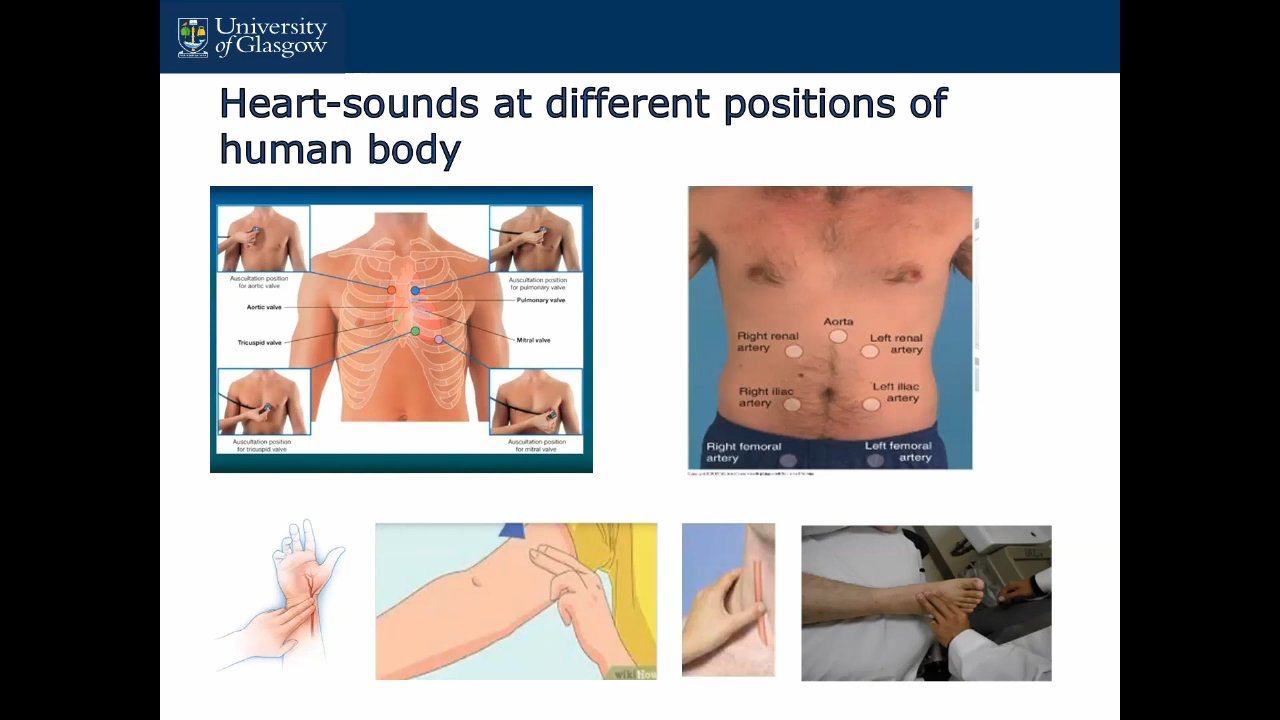 University
of Glasgow
Heart-sounds at different positions of
human body
Auscultation position
for aortic valve
Auscultation position
for pulmonary valve
Aortic valve
Pulmonary valve
Tricuspid valve
Mitral valve
Auscultation position
for tricuspid valve
Auscultation position
for mitral valve
Aorta
Right renal
artery
Left renal
artery
Right iliac
artery
Left iliac
artery
Right femoral
artery
Left femoral
artery
wikiHow